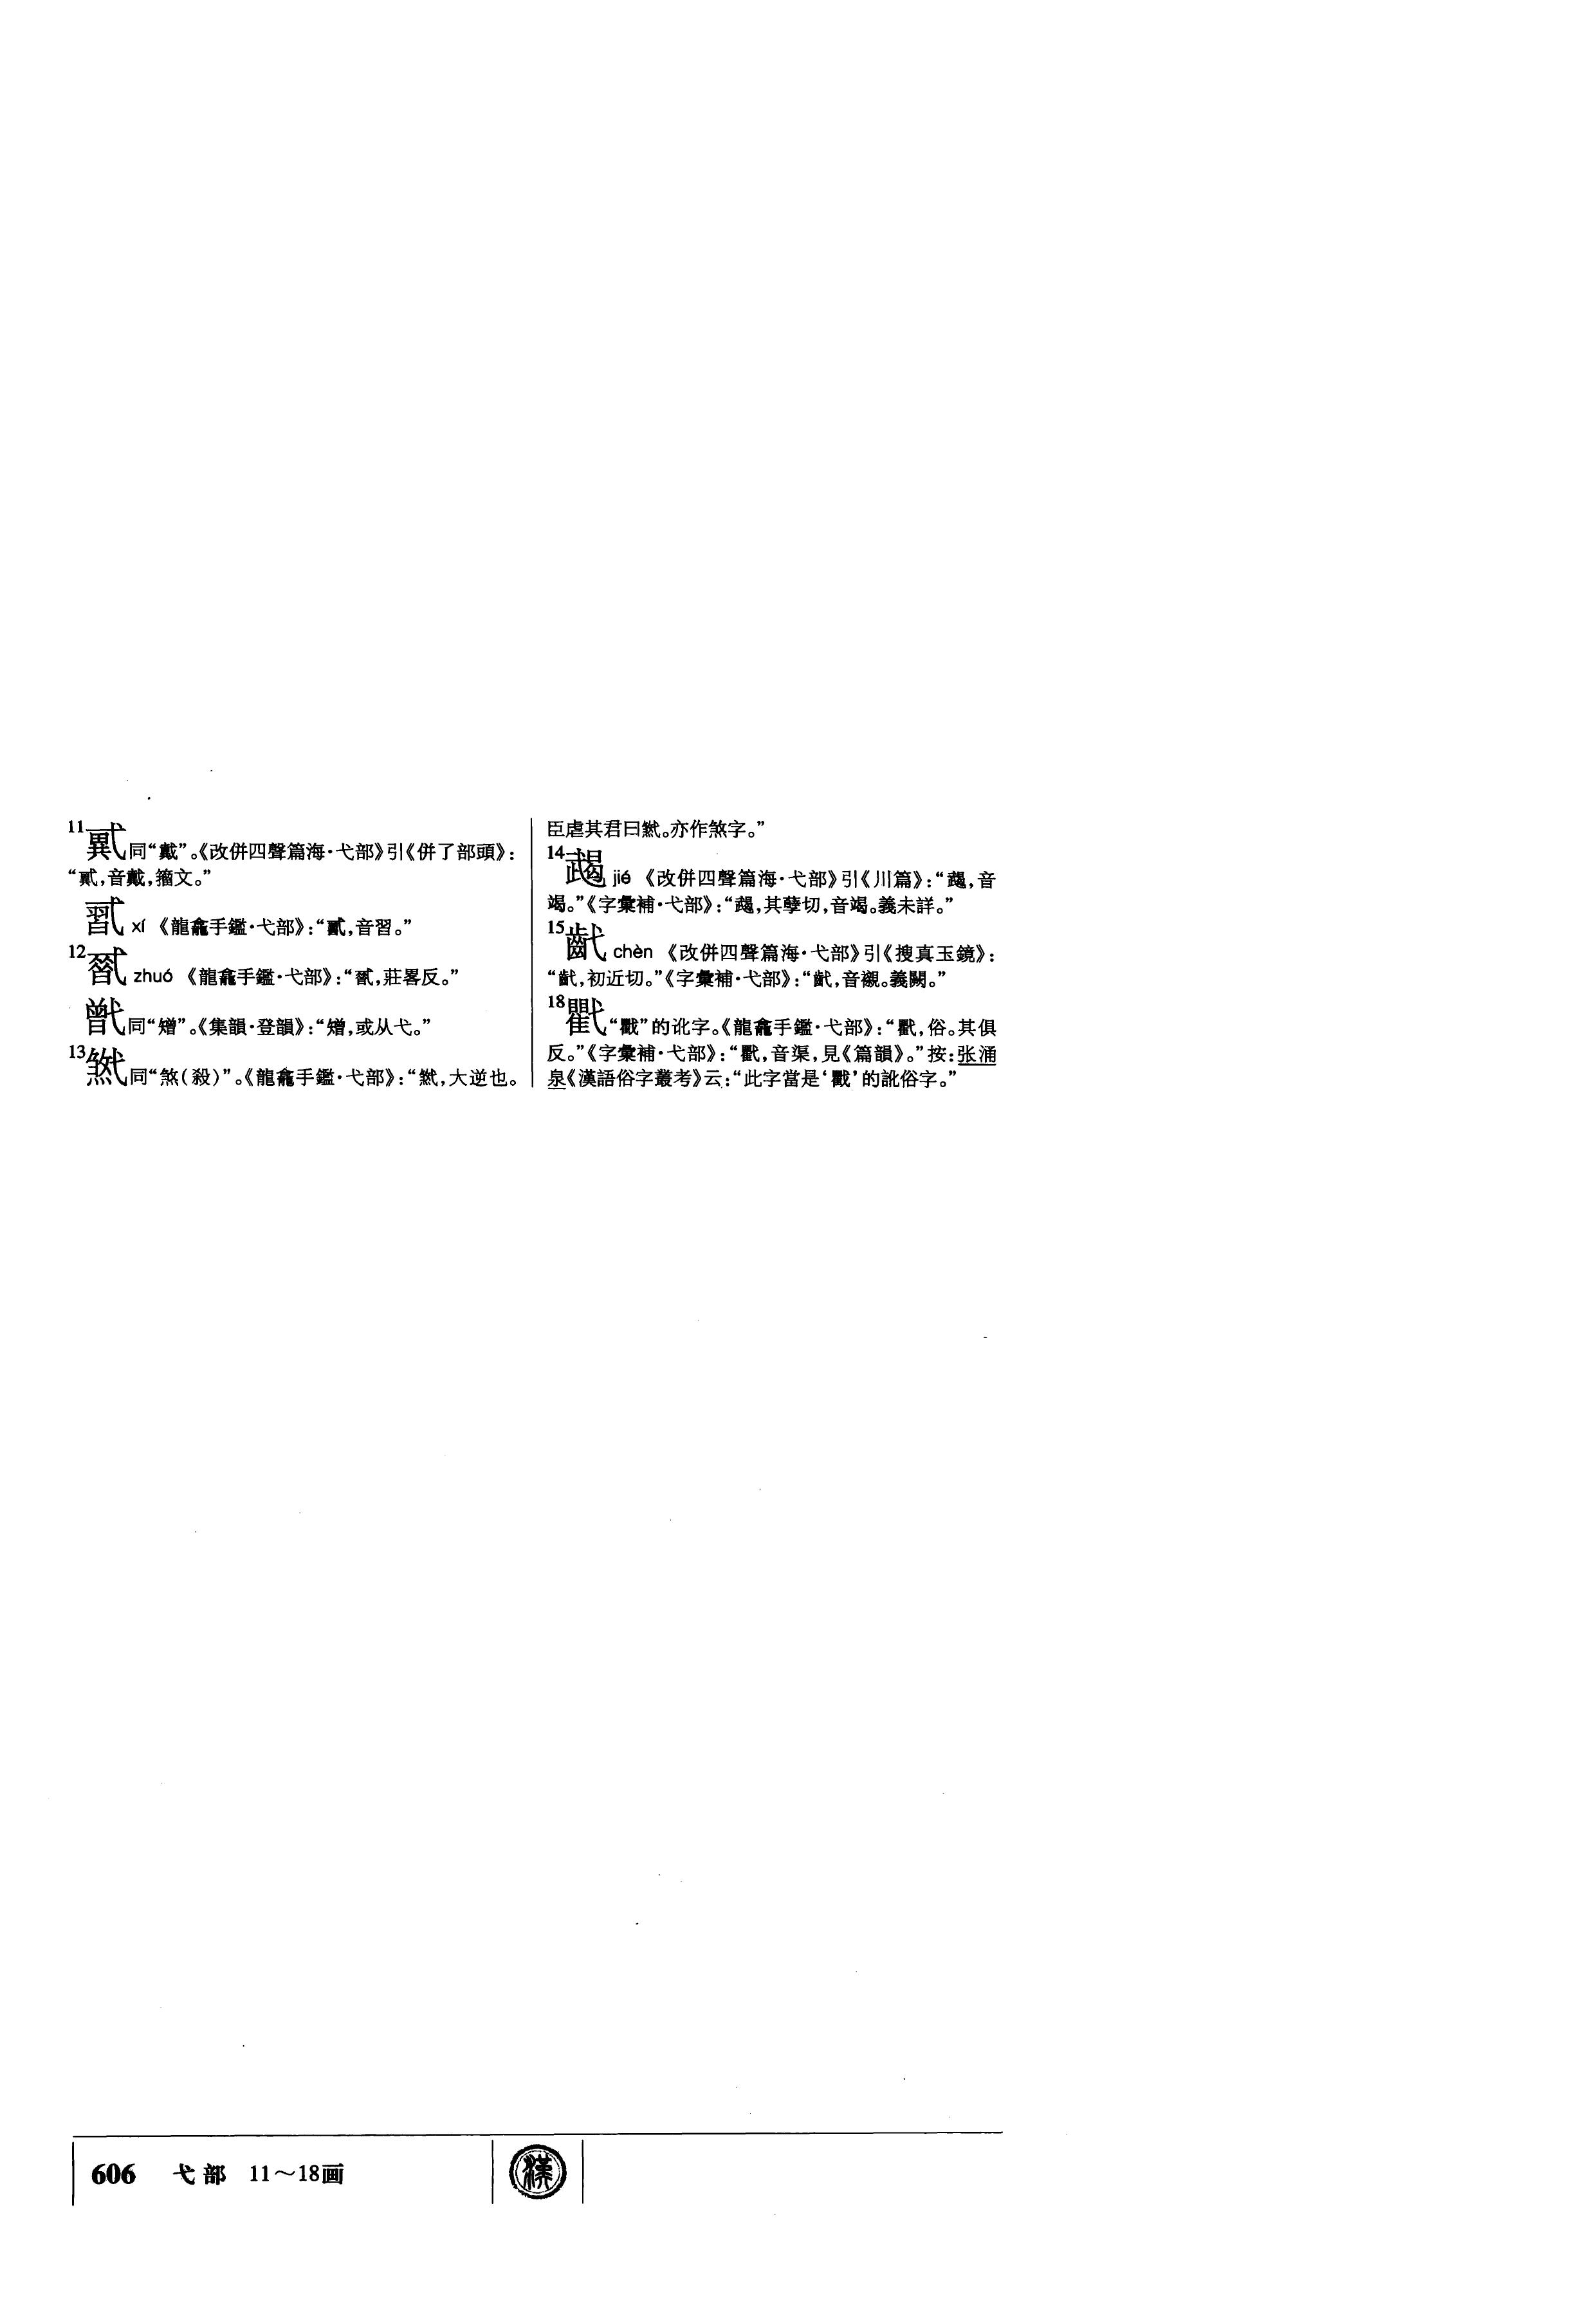 11
同“戴”。《改併四聲篇海·弋部》引《併了部頭》:
“,音戴,籀文。”
xí 《龍龕手鑑·弋部》:“,音習。”
12
zhuó 《龍龕手鑑·弋部》:“,莊畧反。”
同“矰”。《集韻·登韻》:“矰,或从弋。”
13
同“煞(殺)”。《龍龕手鑑·弋部》:“,大逆也。
臣虐其君曰。亦作煞字。”
14
jié 《改併四聲篇海·弋部》引《川篇》:“,音
竭。”《字彙補·弋部》:“,其孽切,音竭。義未詳。”
15
chèn 《改併四聲篇海·弋部》引《搜真玉鏡》:
“,初近切。”《字彙補·弋部》:“,音襯。義闕。”
18
“戵”的讹字。《龍龕手鑑·弋部》:“,俗。其俱
反。”《字彙補·弋部》:“,音渠,見《篇韻》。”按:张涌
泉《漢語俗字叢考》云:“此字當是‘戵’的訛俗字。”
606 弋部 11～18画
漢